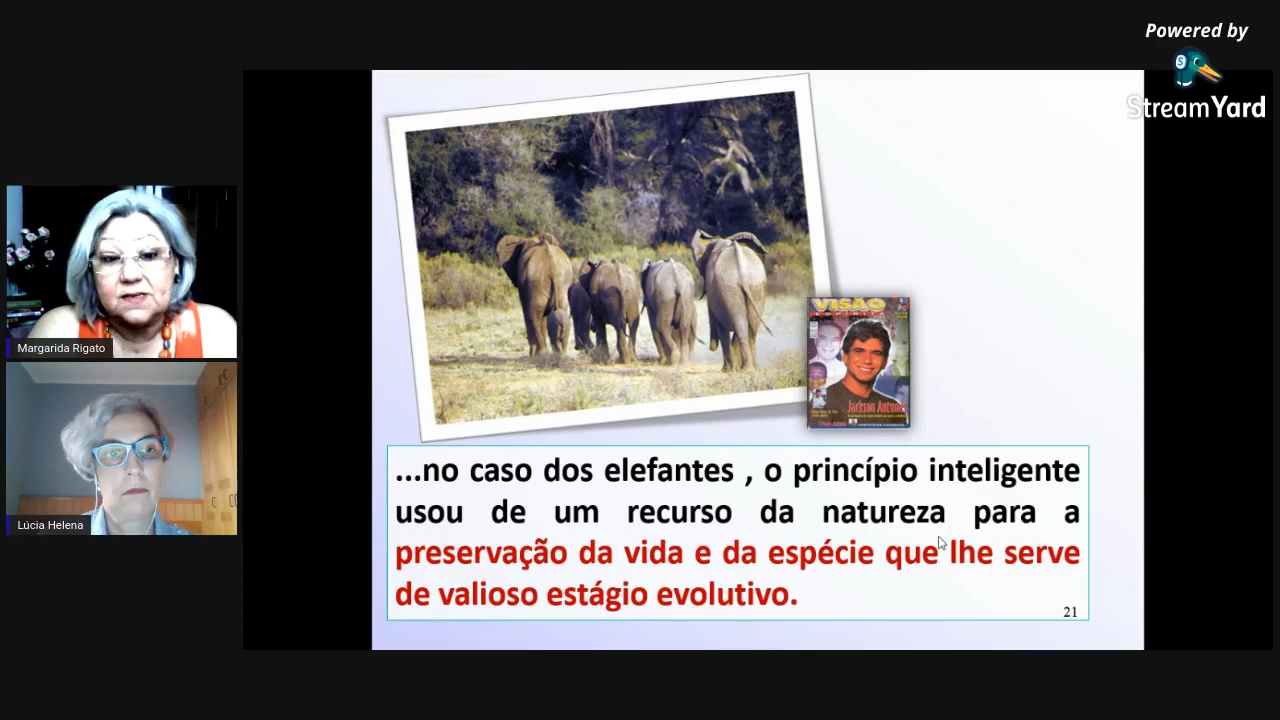 Powered by
StreamYard
VISÃO
Jackson Antunes
Margarida Rigato
Lúcia Helena
...no caso dos elefantes , o princípio inteligente
usou de um recurso da natureza para a
preservação da vida e da espécie que lhe serve
de valioso estágio evolutivo.
21